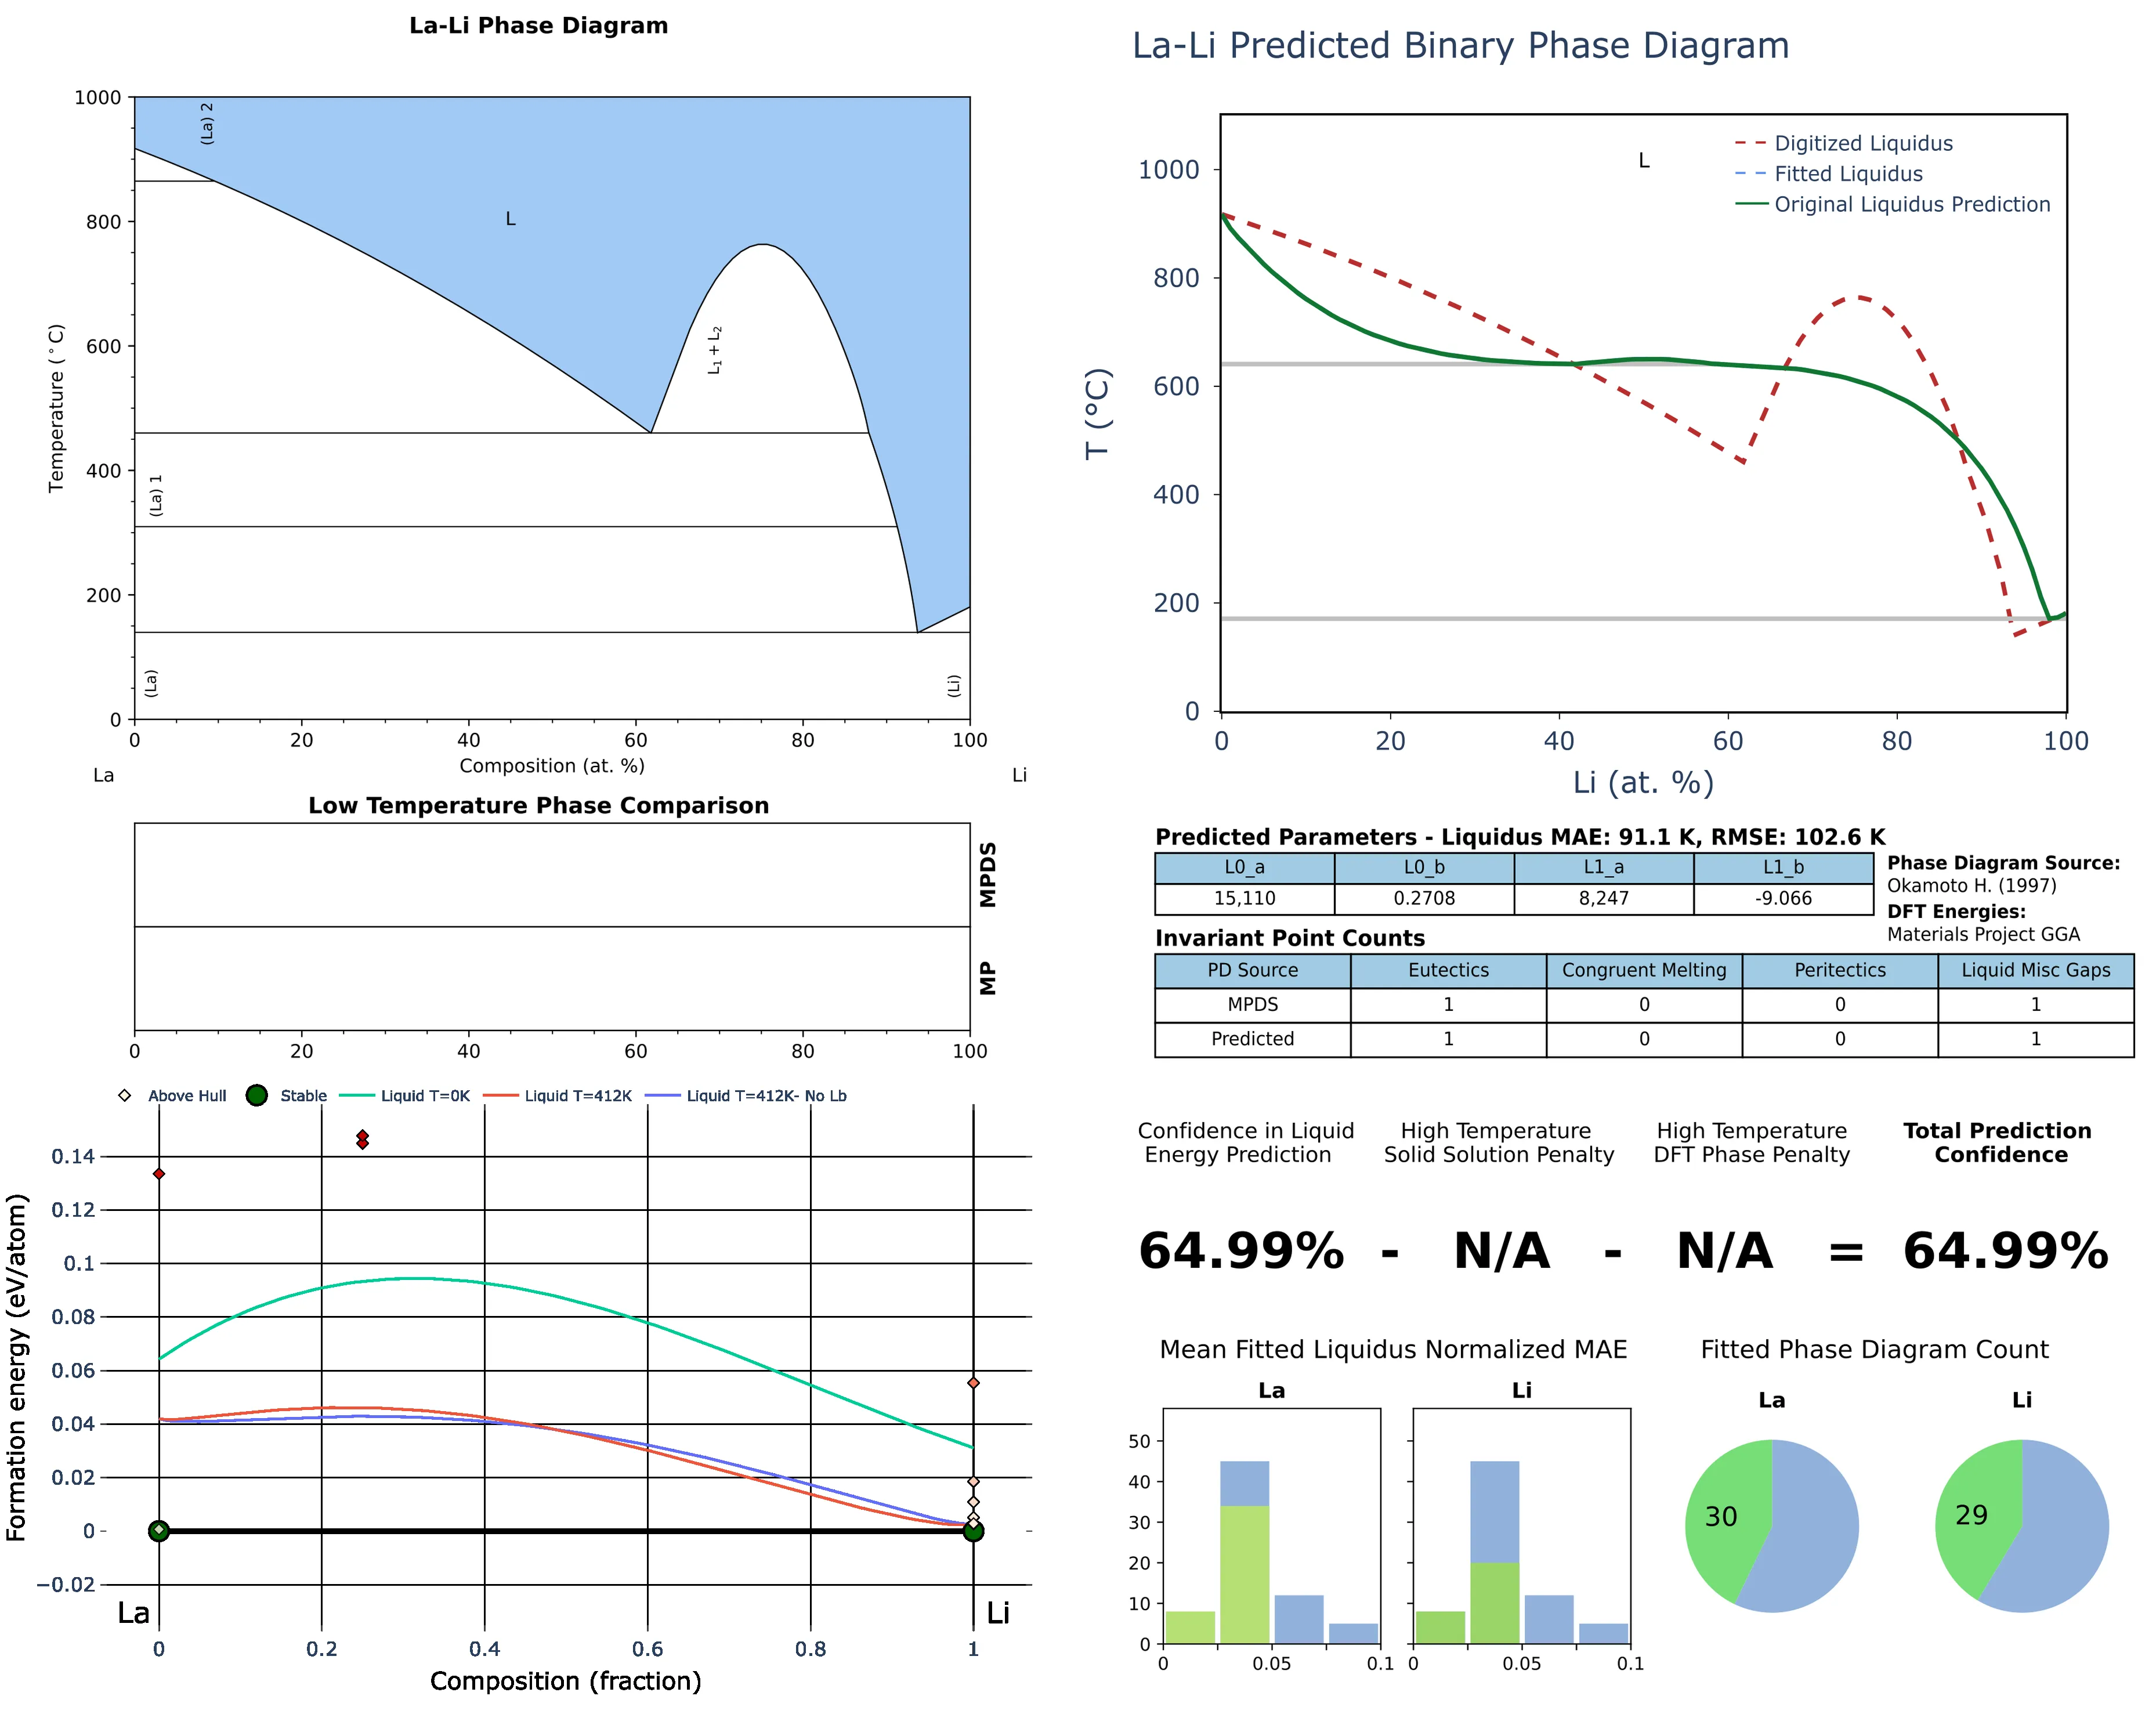 La-Li Phase Diagram
1000
800
600
400
200
0
Temperature (°C)
(La) 2
L
L1 + L2
(La) 1
(La)
(Li)
0 20 40 60 80 100
Composition (at. %)
La Li
Low Temperature Phase Comparison
MPDS
MP
0 20 40 60 80 100
Above Hull Stable Liquid T=0K Liquid T=412K Liquid T=412K- No Lb
Formation energy (eV/atom)
0.14
0.12
0.1
0.08
0.06
0.04
0.02
0
−0.02
La Li
0 0.2 0.4 0.6 0.8 1
Composition (fraction)
La-Li Predicted Binary Phase Diagram
L
Digitized Liquidus
Fitted Liquidus
Original Liquidus Prediction
T (°C)
1000
800
600
400
200
0
0 20 40 60 80 100
Li (at. %)
Predicted Parameters - Liquidus MAE: 91.1 K, RMSE: 102.6 K
L0_a L0_b L1_a L1_b
15,110 0.2708 8,247 -9.066
Phase Diagram Source:
Okamoto H. (1997)
DFT Energies:
Materials Project GGA
Invariant Point Counts
PD Source Eutectics Congruent Melting Peritectics Liquid Misc Gaps
MPDS 1 0 0 1
Predicted 1 0 0 1
Confidence in Liquid
Energy Prediction
High Temperature
Solid Solution Penalty
High Temperature
DFT Phase Penalty
Total Prediction
Confidence
64.99% - N/A - N/A = 64.99%
Mean Fitted Liquidus Normalized MAE
La Li
50
40
30
20
10
0
0 0.05 0.1 0 0.05 0.1
Fitted Phase Diagram Count
La Li
30 29